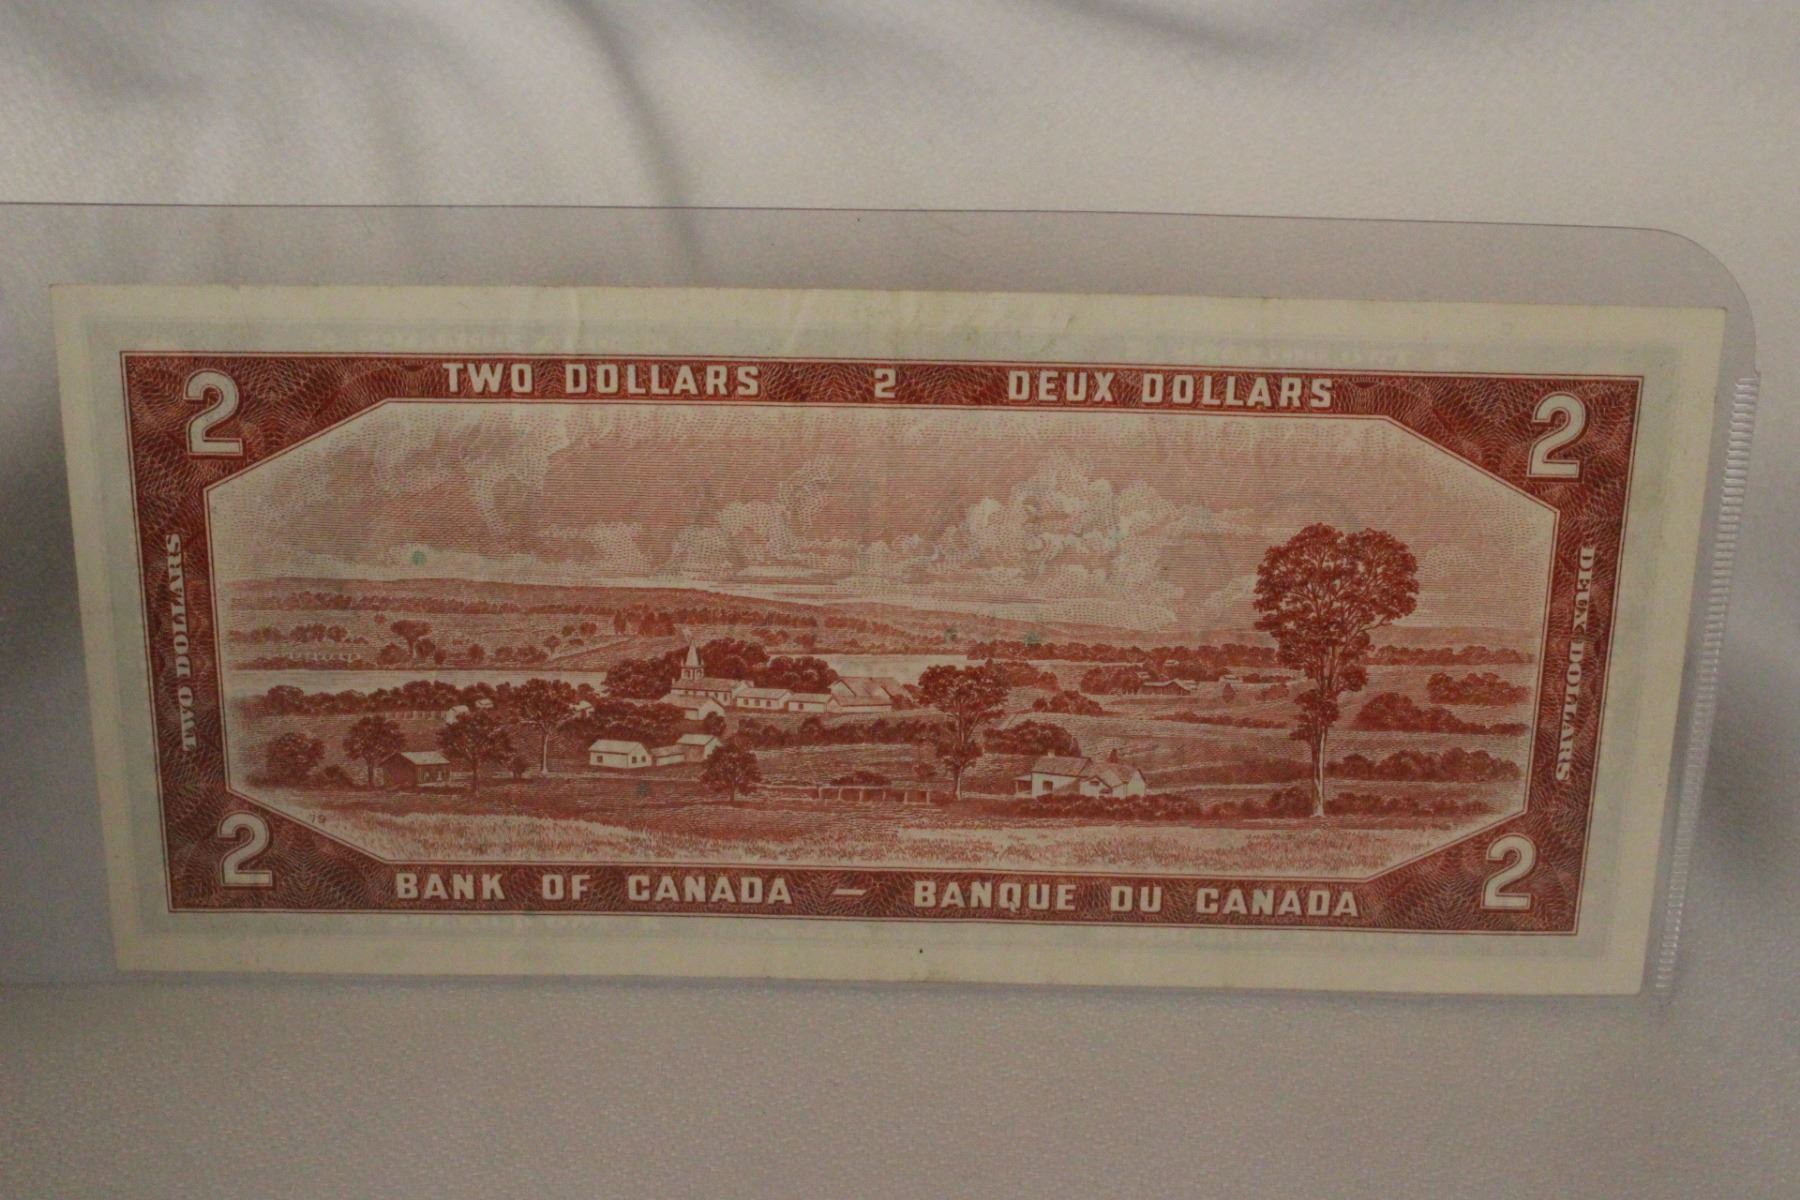 2 TWO DOLLARS 2 DEUX DOLLARS 2
TWO DOLLARS
DEUX DOLLARS
19
2 BANK OF CANADA — BANQUE DU CANADA 2